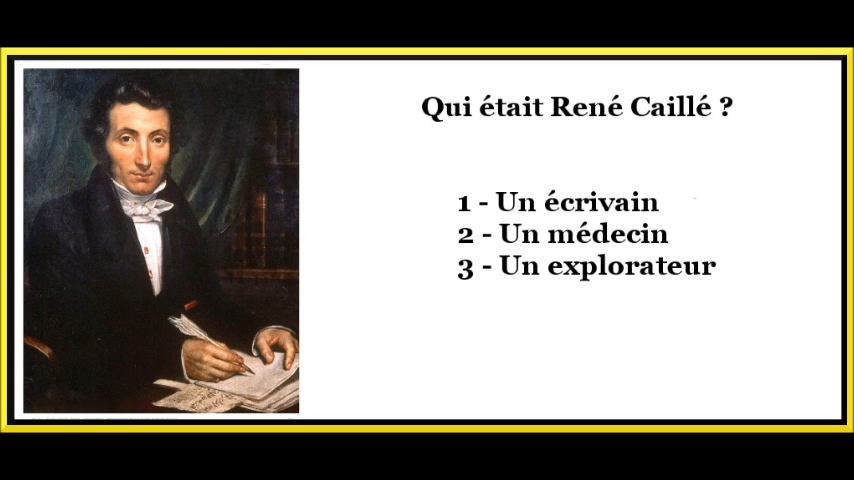 Qui était René Caillé ?
1 - Un écrivain
2 - Un médecin
3 - Un explorateur